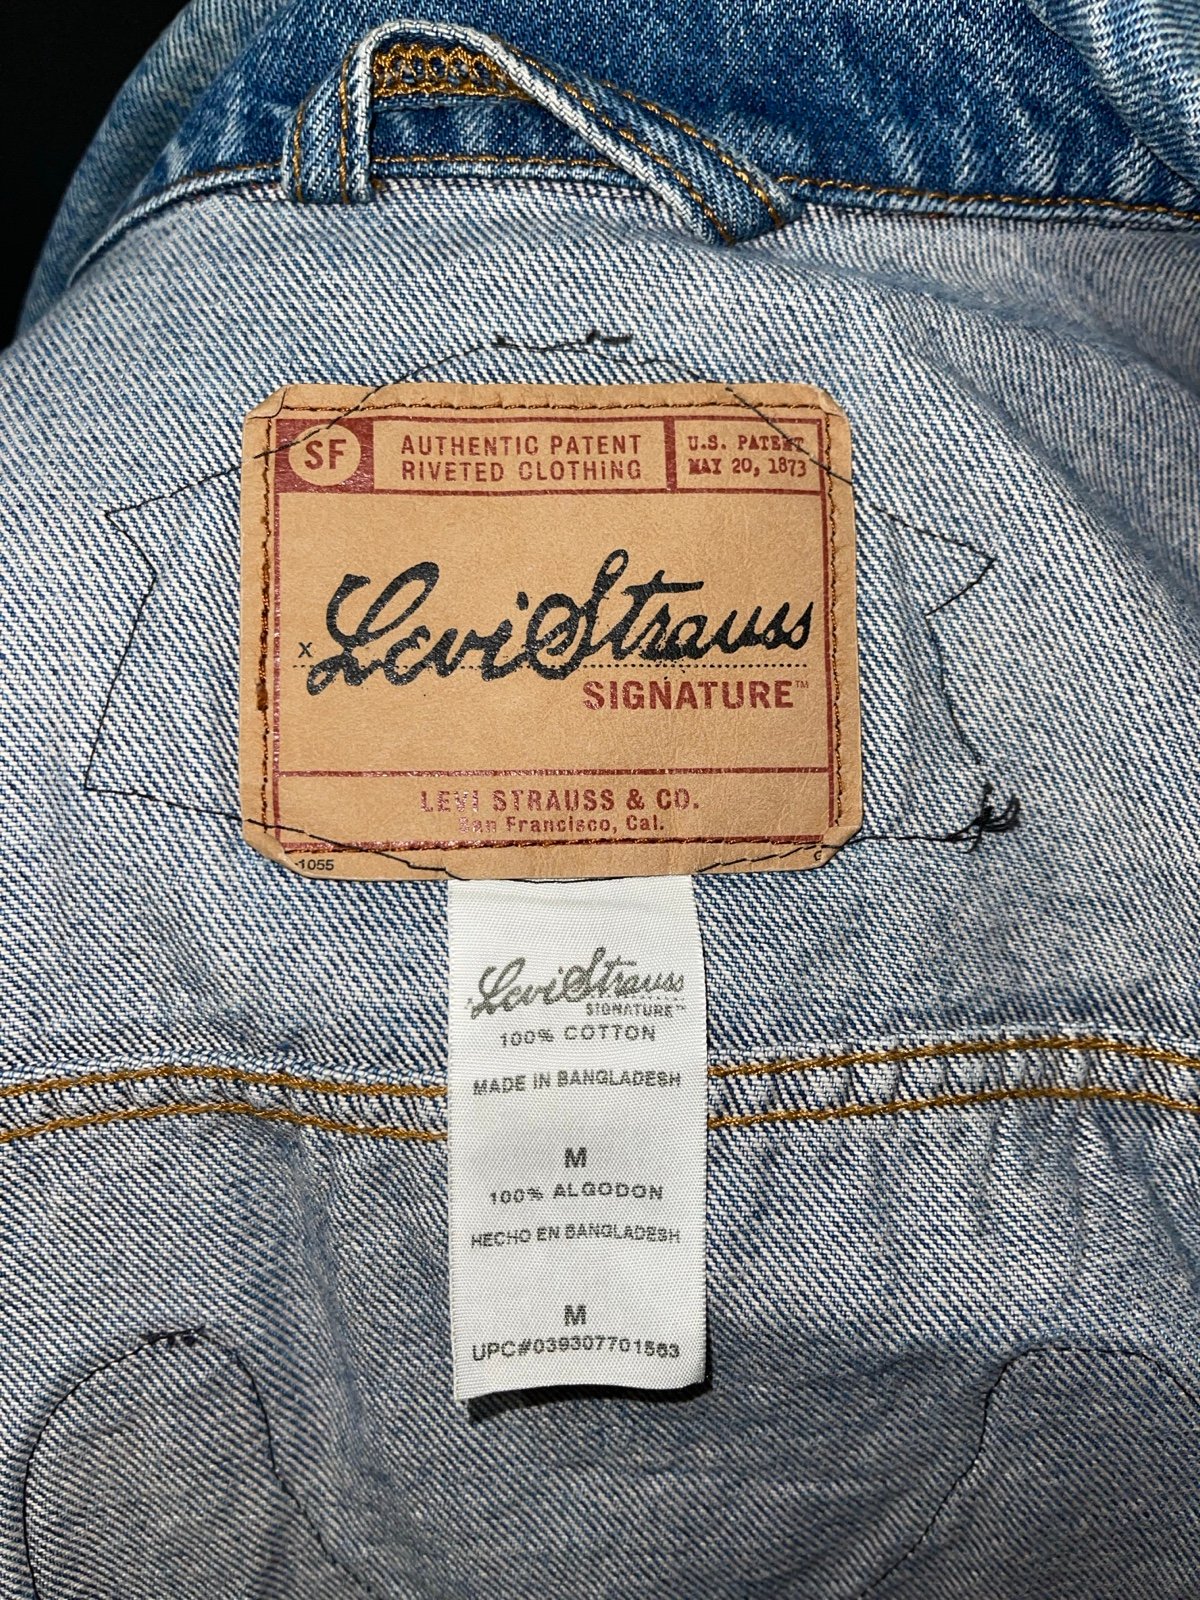 SF
AUTHENTIC PATENT
RIVETED CLOTHING
U.S. PATENT
MAY 20, 1873
x Levi Strauss
SIGNATURE™
LEVI STRAUSS & CO.
San Francisco, Cal.
1055
Levi Strauss
SIGNATURE™
100% COTTON
MADE IN BANGLADESH
M
100% ALGODON
HECHO EN BANGLADESH
M
UPC#039307701563